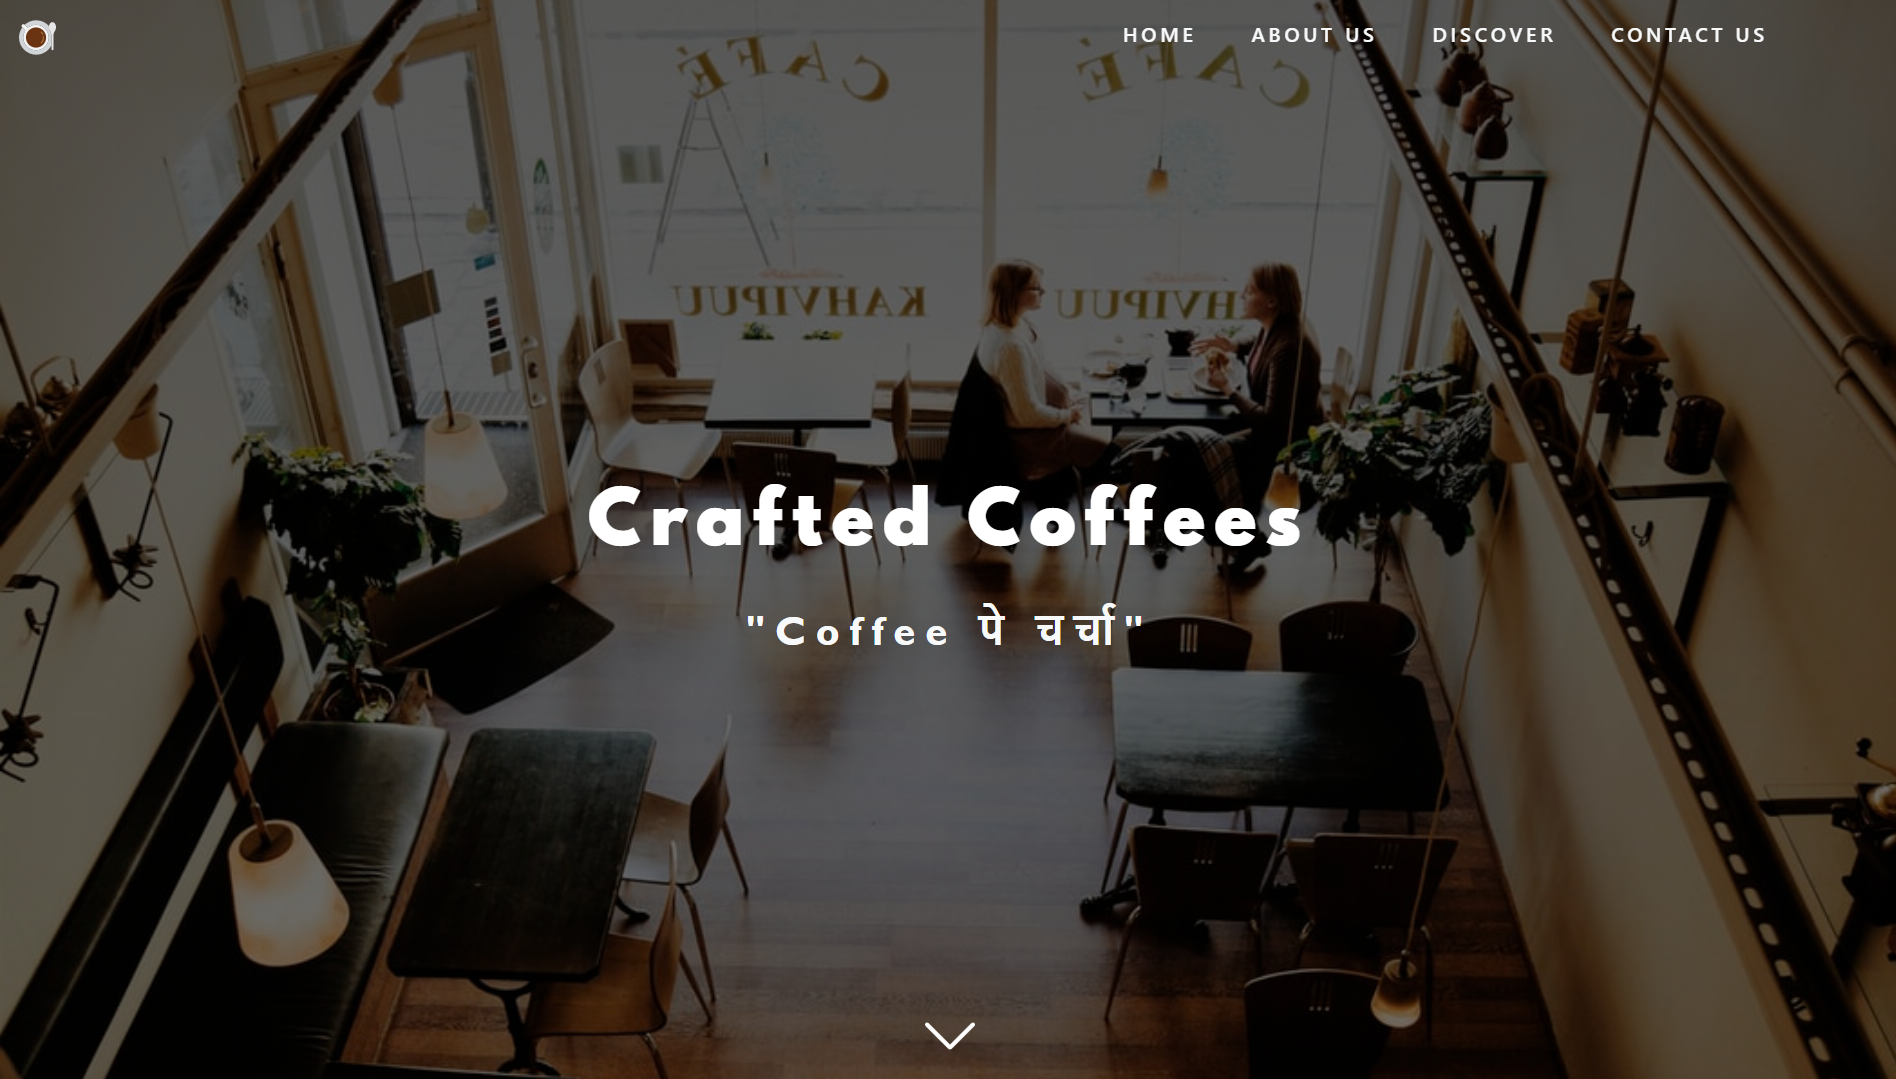 HOME ABOUT US DISCOVER CONTACT US
CAFÉ CAFÉ
KAHVIPUU KAHVIPUU
Crafted Coffees
"Coffee पे चर्चा"